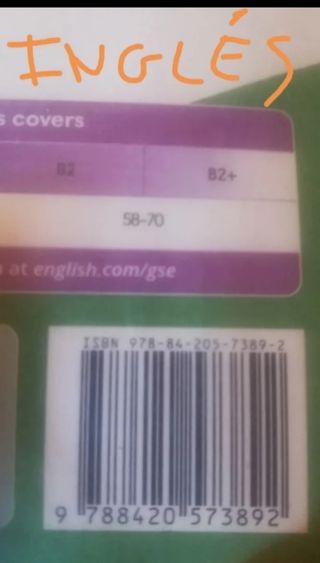 INGLÉS
s covers
B2 B2+
58-70
at english.com/gse
ISBN 978-84-205-7389-2
9 788420 573892